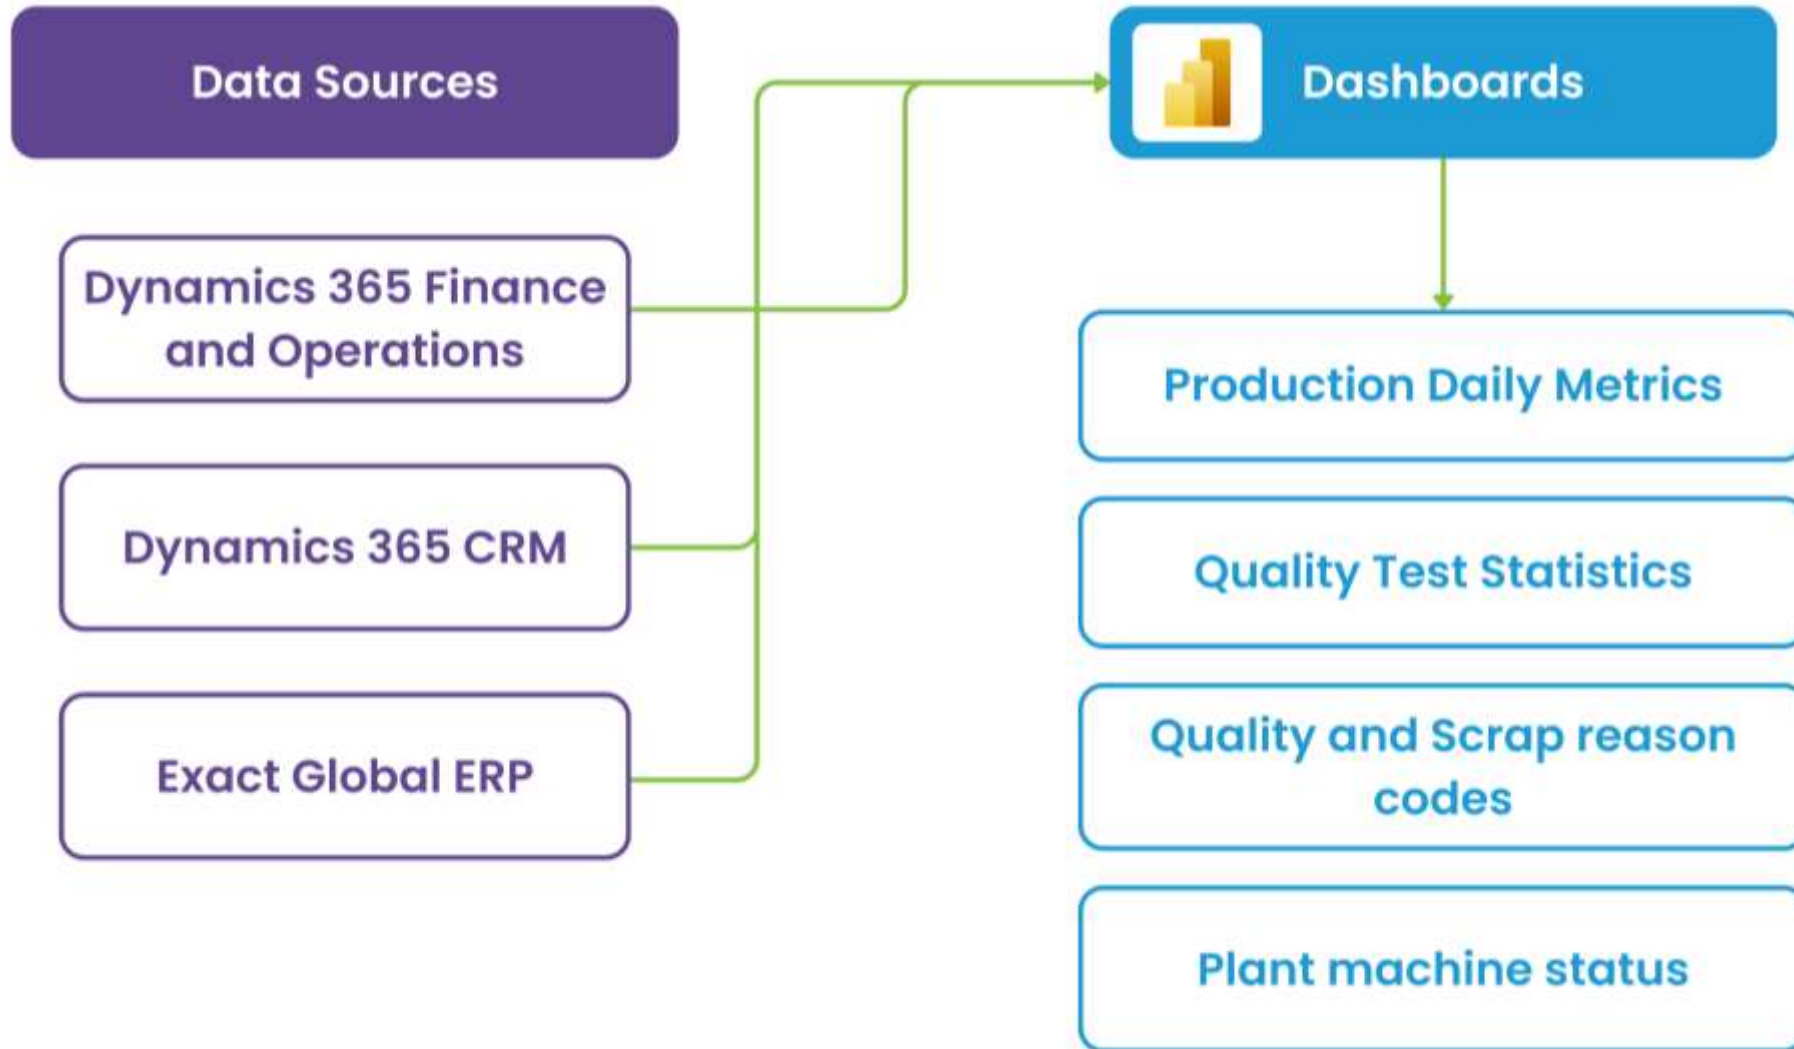 Data Sources
Dashboards
Dynamics 365 Finance
and Operations
Dynamics 365 CRM
Exact Global ERP
Production Daily Metrics
Quality Test Statistics
Quality and Scrap reason
codes
Plant machine status